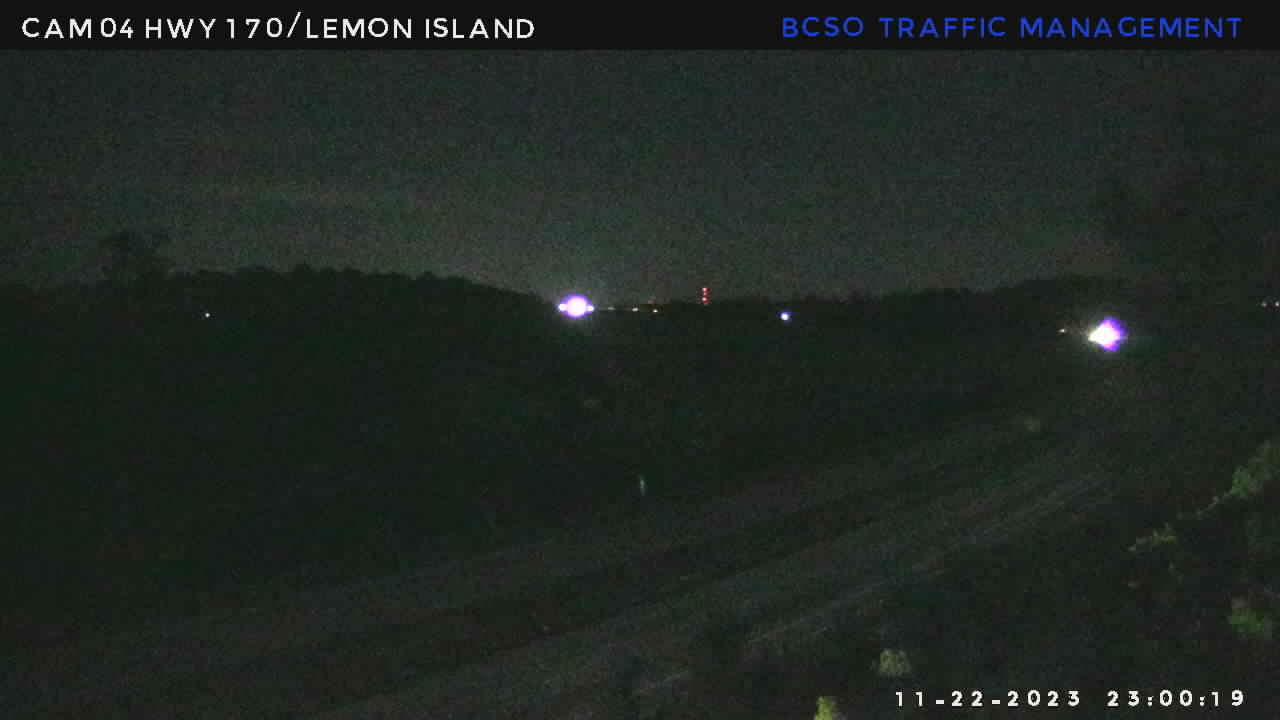 CAM04 HWY 170/LEMON ISLAND
BCSO TRAFFIC MANAGEMENT
11-22-2023 23:00:19